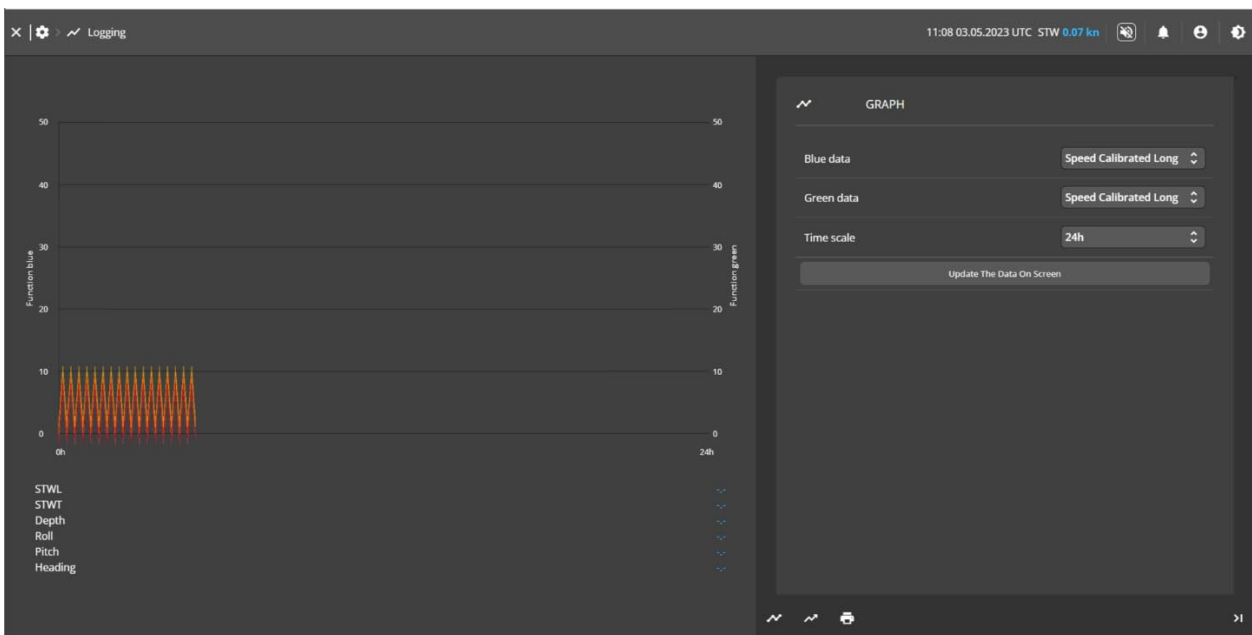 Logging
11:08 03.05.2023 UTC STW 0.07 kn
50 50
40 40
30 30
20 20
10 10
0 0
0h 24h
Function blue
Function green
STWL -.-
STWT -.-
Depth -.-
Roll -.-
Pitch -.-
Heading -.-
GRAPH
Blue data Speed Calibrated Long
Green data Speed Calibrated Long
Time scale 24h
Update The Data On Screen